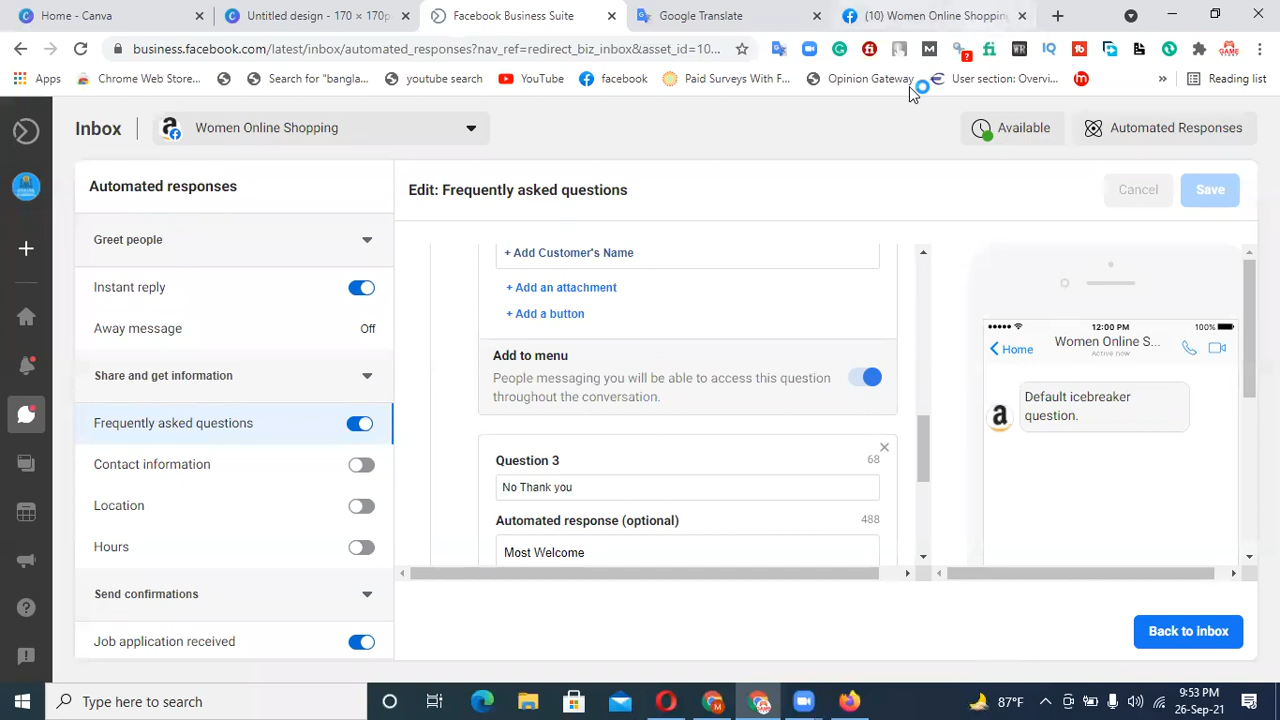 Home - Canva
Untitled design - 170 × 170p
Facebook Business Suite
Google Translate
(10) Women Online Shopping
business.facebook.com/latest/inbox/automated_responses?nav_ref=redirect_biz_inbox&asset_id=10...
Apps
Chrome Web Store...
Search for "bangla...
youtube.search
YouTube
facebook
Paid Surveys With F...
Opinion Gateway
User section: Overvi...
Reading list
Inbox
Women Online Shopping
Available
Automated Responses
Automated responses
Greet people
Instant reply
Away message
Off
Share and get information
Frequently asked questions
Contact information
Location
Hours
Send confirmations
Job application received
Edit: Frequently asked questions
Cancel
Save
+ Add Customer's Name
+ Add an attachment
+ Add a button
Add to menu
People messaging you will be able to access this question
throughout the conversation.
Question 3
68
No Thank you
Automated response (optional)
488
Most Welcome
12:00 PM
100%
Home
Women Online S...
Active now
Default icebreaker
question.
Back to inbox
Type here to search
87°F
9:53 PM
26-Sep-21